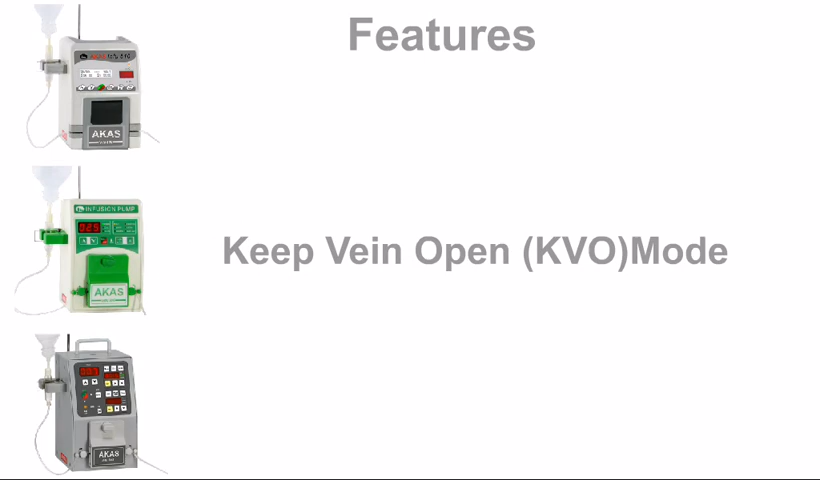 Features
AKAS
INFUSION PUMP
AKAS
Keep Vein Open (KVO)Mode
AKAS